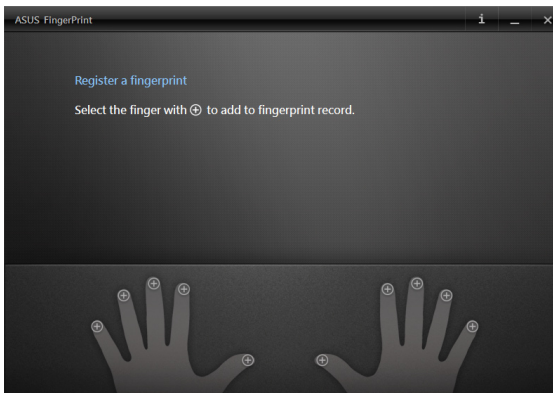 ASUS FingerPrint
Register a fingerprint
Select the finger with ⊕ to add to fingerprint record.